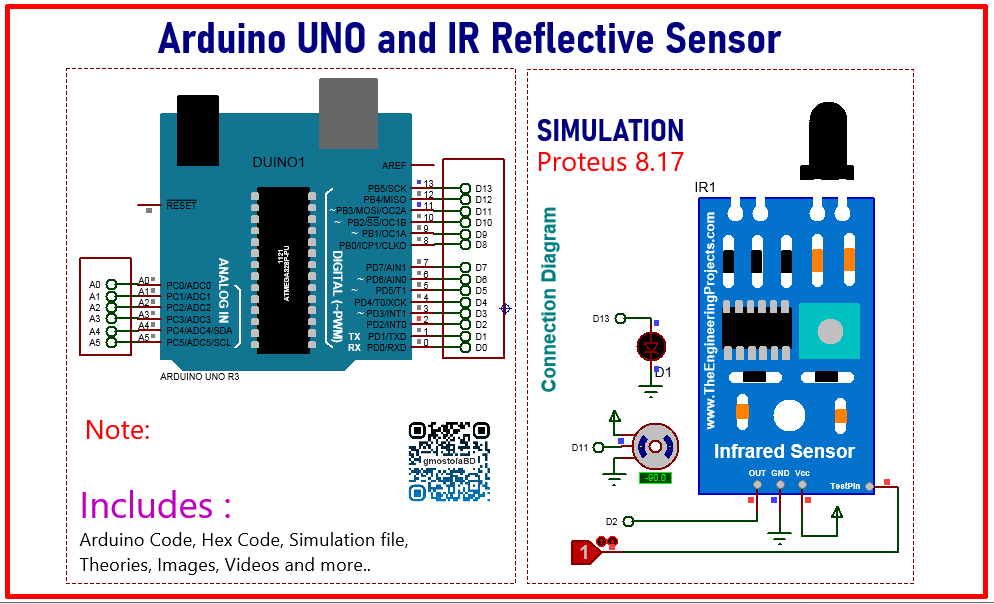 Arduino UNO and IR Reflective Sensor
DUINO1
AREF
RESET
1121
ATMEGA328P-PU
ANALOG IN
DIGITAL (~PWM)
PB5/SCK 13 D13
PB4/MISO 12 D12
~PB3/MOSI/OC2A 11 D11
~ PB2/SS/OC1B 10 D10
~ PB1/OC1A 9 D9
PB0/ICP1/CLKO 8 D8
PD7/AIN1 7 D7
~ PD6/AIN0 6 D6
~ PD5/T1 5 D5
PD4/T0/XCK 4 D4
~ PD3/INT1 3 D3
PD2/INT0 2 D2
TX PD1/TXD 1 D1
RX PD0/RXD 0 D0
A0 A0 PC0/ADC0
A1 A1 PC1/ADC1
A2 A2 PC2/ADC2
A3 A3 PC3/ADC3
A4 A4 PC4/ADC4/SDA
A5 A5 PC5/ADC5/SCL
ARDUINO UNO R3
Note:
gmostofaBD
Includes :
Arduino Code, Hex Code, Simulation file,
Theories, Images, Videos and more..
SIMULATION
Proteus 8.17
Connection Diagram
D13
D1
D11
-90.0
D2
1
IR1
www.TheEngineeringProjects.com
Infrared Sensor
OUT GND Vcc
TestPin